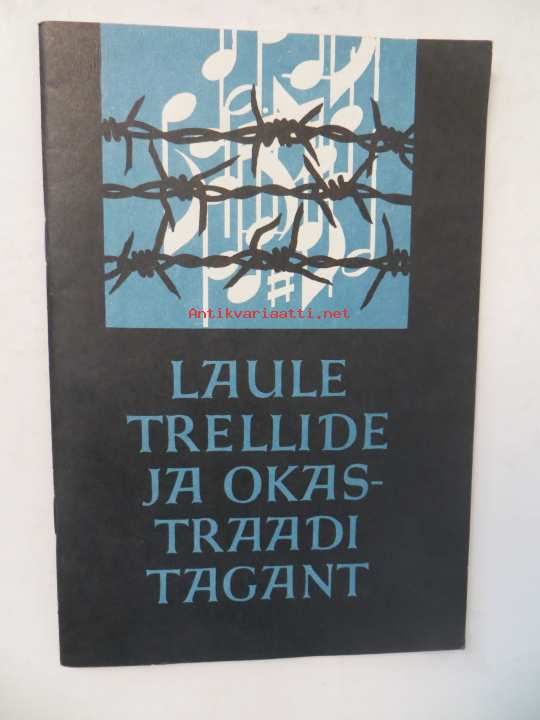 Antikvariaatti.net
LAULE
TRELLIDE
JA OKAS-
TRAADI
TAGANT